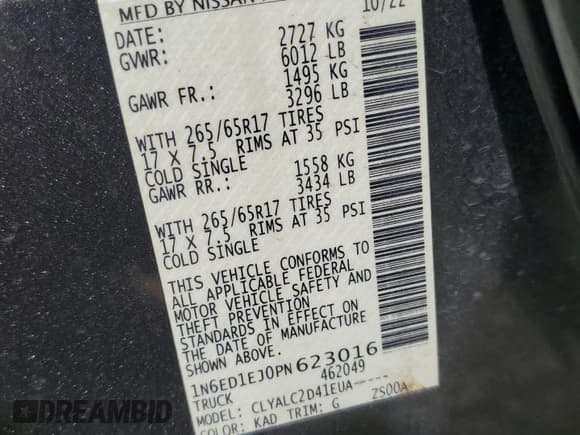 MFD BY NISSAN
DATE: 10/22
GVWR: 2727 KG
6012 LB
GAWR FR.: 1495 KG
3296 LB
WITH 265/65R17 TIRES
17 X 7.5 RIMS AT 35 PSI
COLD SINGLE
GAWR RR.: 1558 KG
3434 LB
WITH 265/65R17 TIRES
17 X 7.5 RIMS AT 35 PSI
COLD SINGLE
THIS VEHICLE CONFORMS TO
ALL APPLICABLE FEDERAL
MOTOR VEHICLE SAFETY AND
THEFT PREVENTION
STANDARDS IN EFFECT ON
THE DATE OF MANUFACTURE
SHOWN ABOVE.
1N6ED1EJ0PN623016
TRUCK 462049
MODEL: CLYALC2D41EUA-----
COLOR: KAD TRIM: G ZS00A
AUTOBIDMASTER